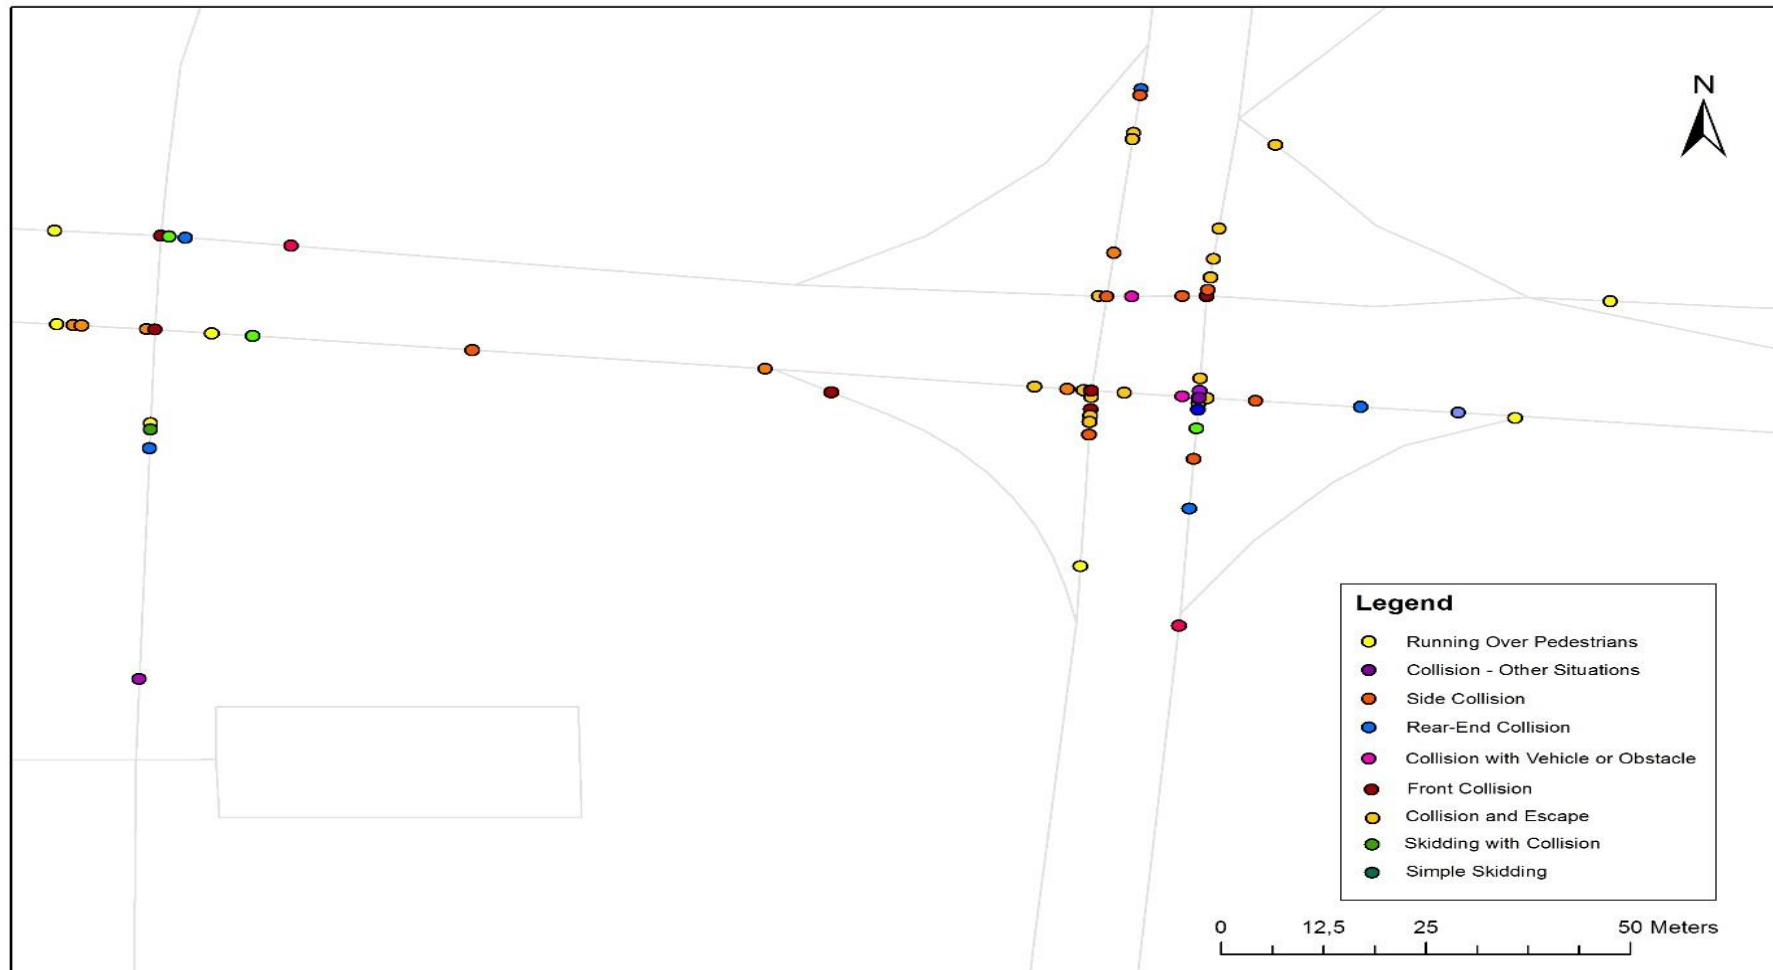 N
Legend
Running Over Pedestrians
Collision - Other Situations
Side Collision
Rear-End Collision
Collision with Vehicle or Obstacle
Front Collision
Collision and Escape
Skidding with Collision
Simple Skidding
0 12,5 25 50 Meters